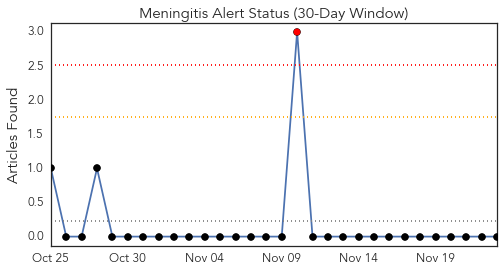 Meningitis Alert Status (30-Day Window)
Articles Found
3.0
2.5
2.0
1.5
1.0
0.5
0.0
Oct 25 Oct 30 Nov 04 Nov 09 Nov 14 Nov 19